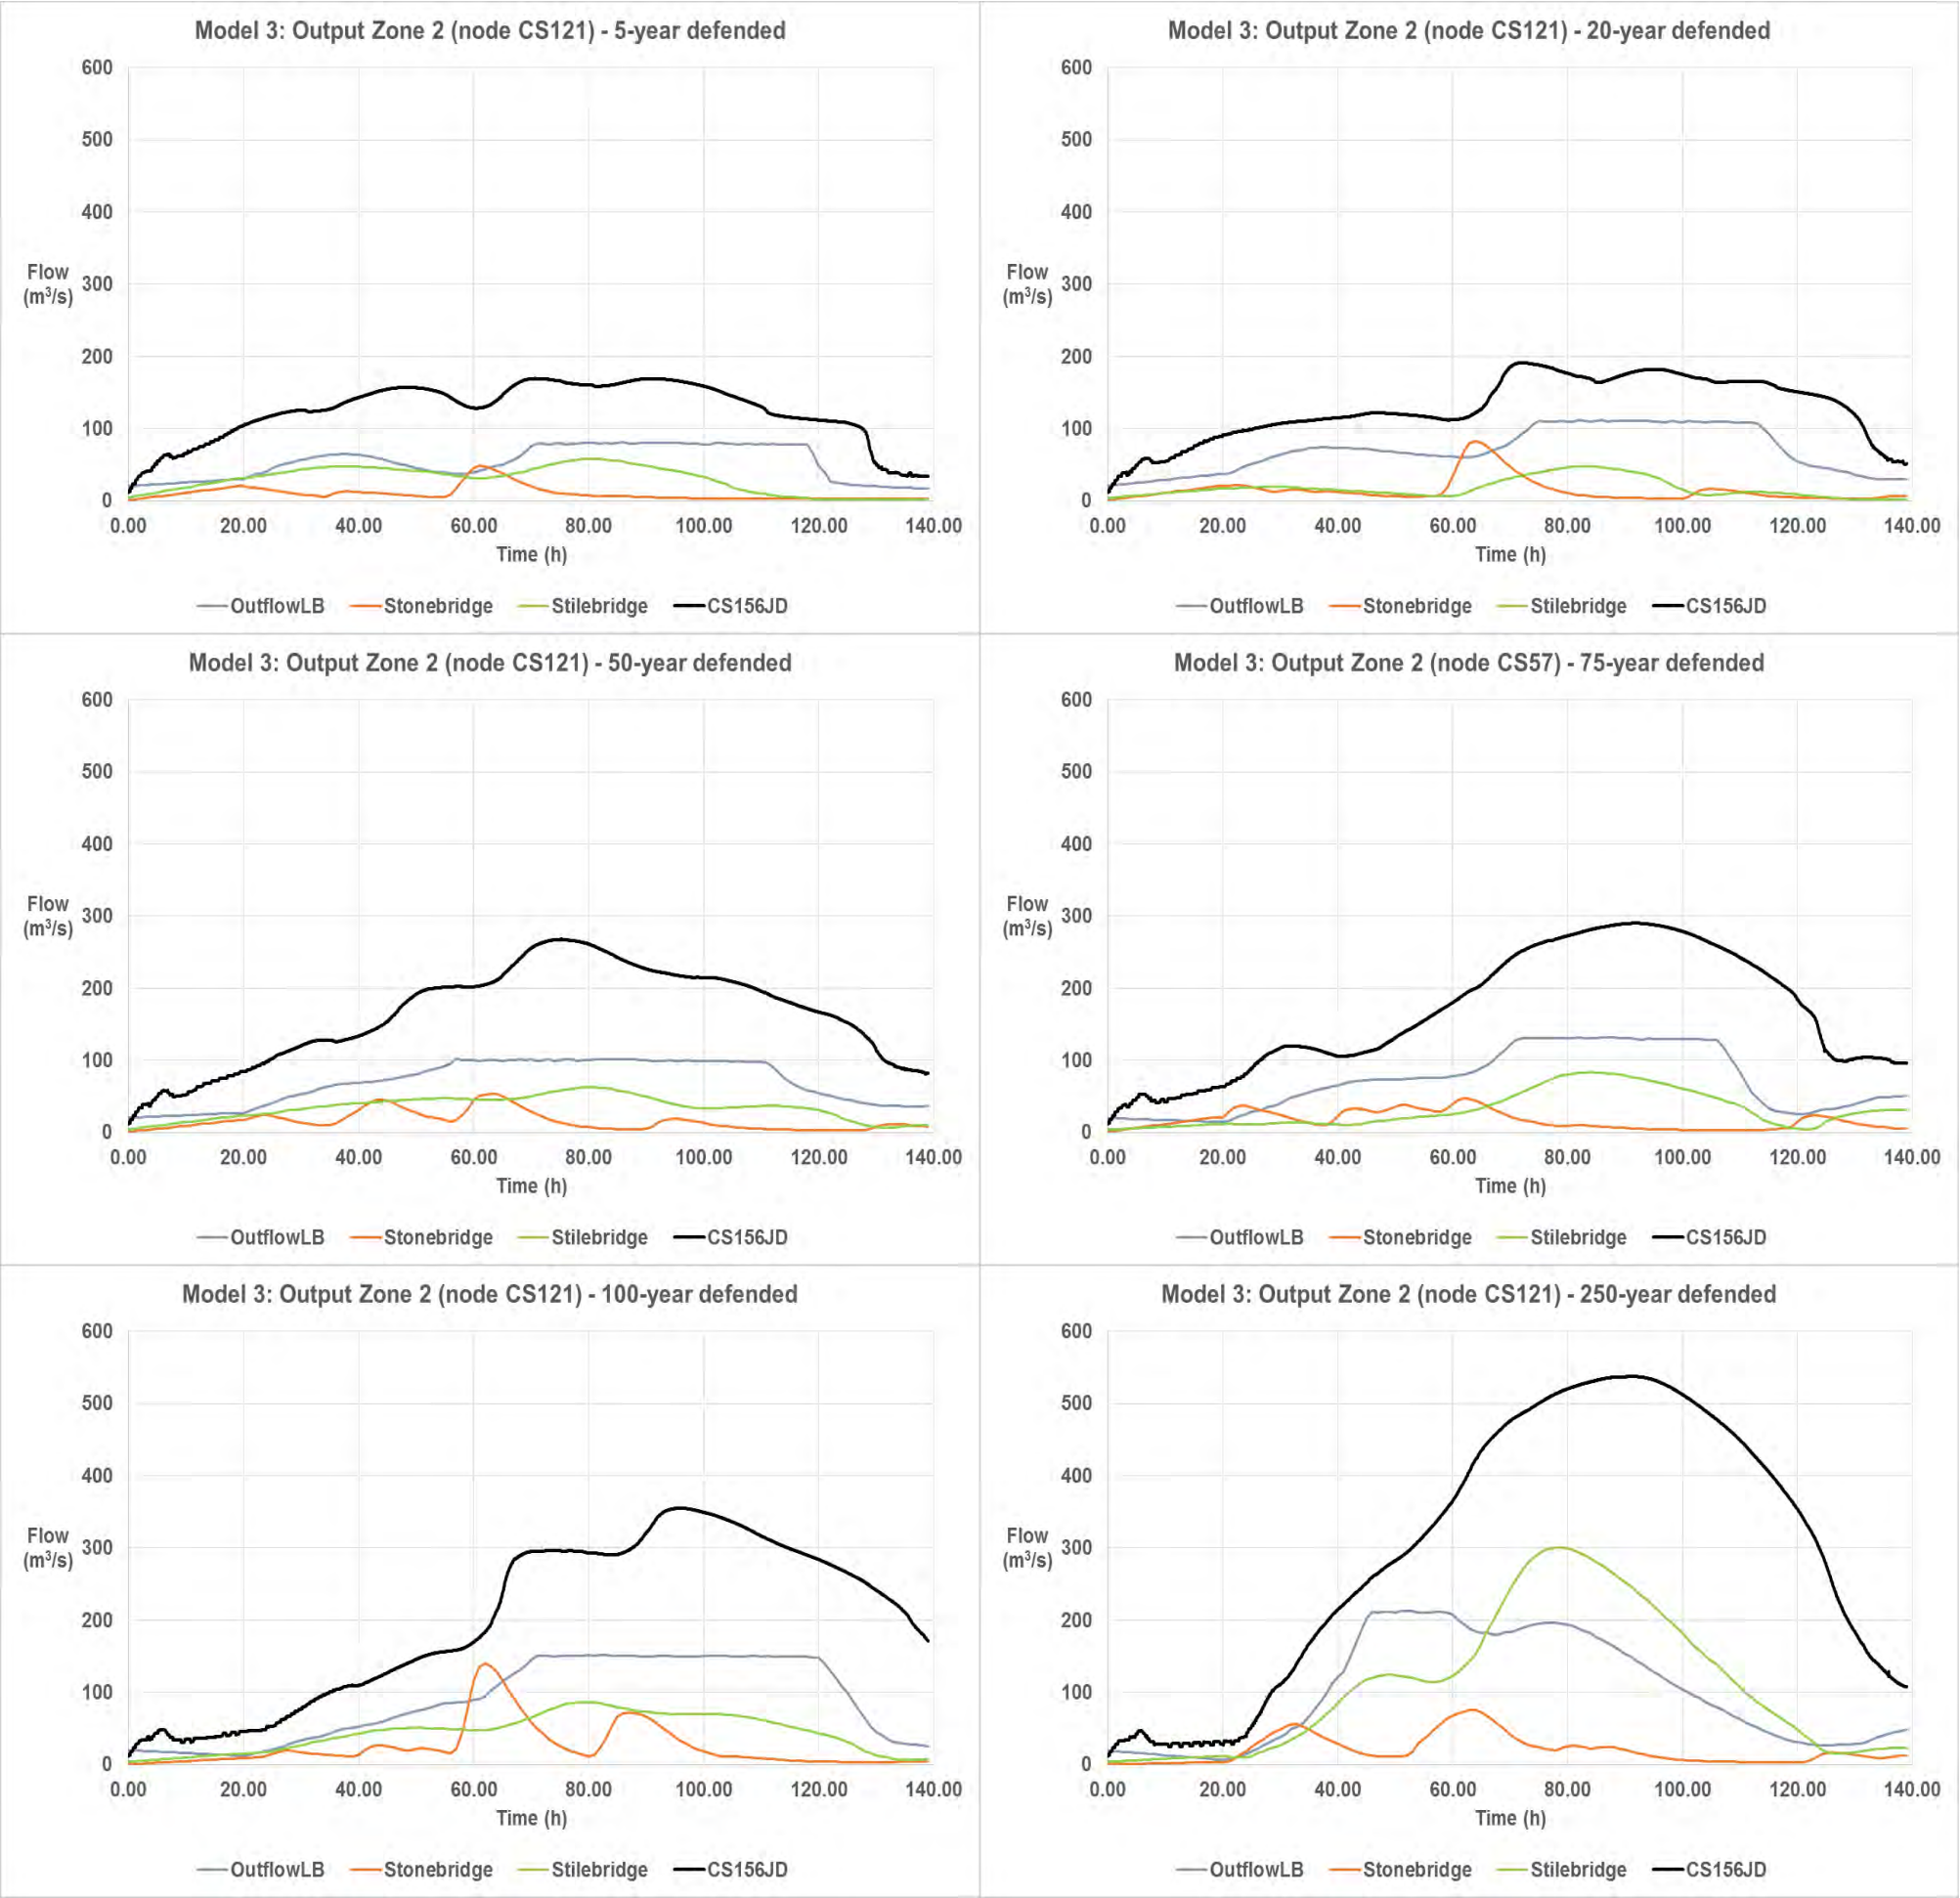 Model 3: Output Zone 2 (node CS121) - 5-year defended
600
500
400
300
200
100
0
Flow
(m³/s)
0.00 20.00 40.00 60.00 80.00 100.00 120.00 140.00
Time (h)
OutflowLB Stonebridge Stilebridge CS156JD
Model 3: Output Zone 2 (node CS121) - 20-year defended
600
500
400
300
200
100
0
Flow
(m³/s)
0.00 20.00 40.00 60.00 80.00 100.00 120.00 140.00
Time (h)
OutflowLB Stonebridge Stilebridge CS156JD
Model 3: Output Zone 2 (node CS121) - 50-year defended
600
500
400
300
200
100
0
Flow
(m³/s)
0.00 20.00 40.00 60.00 80.00 100.00 120.00 140.00
Time (h)
OutflowLB Stonebridge Stilebridge CS156JD
Model 3: Output Zone 2 (node CS57) - 75-year defended
600
500
400
300
200
100
0
Flow
(m³/s)
0.00 20.00 40.00 60.00 80.00 100.00 120.00 140.00
Time (h)
OutflowLB Stonebridge Stilebridge CS156JD
Model 3: Output Zone 2 (node CS121) - 100-year defended
600
500
400
300
200
100
0
Flow
(m³/s)
0.00 20.00 40.00 60.00 80.00 100.00 120.00 140.00
Time (h)
OutflowLB Stonebridge Stilebridge CS156JD
Model 3: Output Zone 2 (node CS121) - 250-year defended
600
500
400
300
200
100
0
Flow
(m³/s)
0.00 20.00 40.00 60.00 80.00 100.00 120.00 140.00
Time (h)
OutflowLB Stonebridge Stilebridge CS156JD